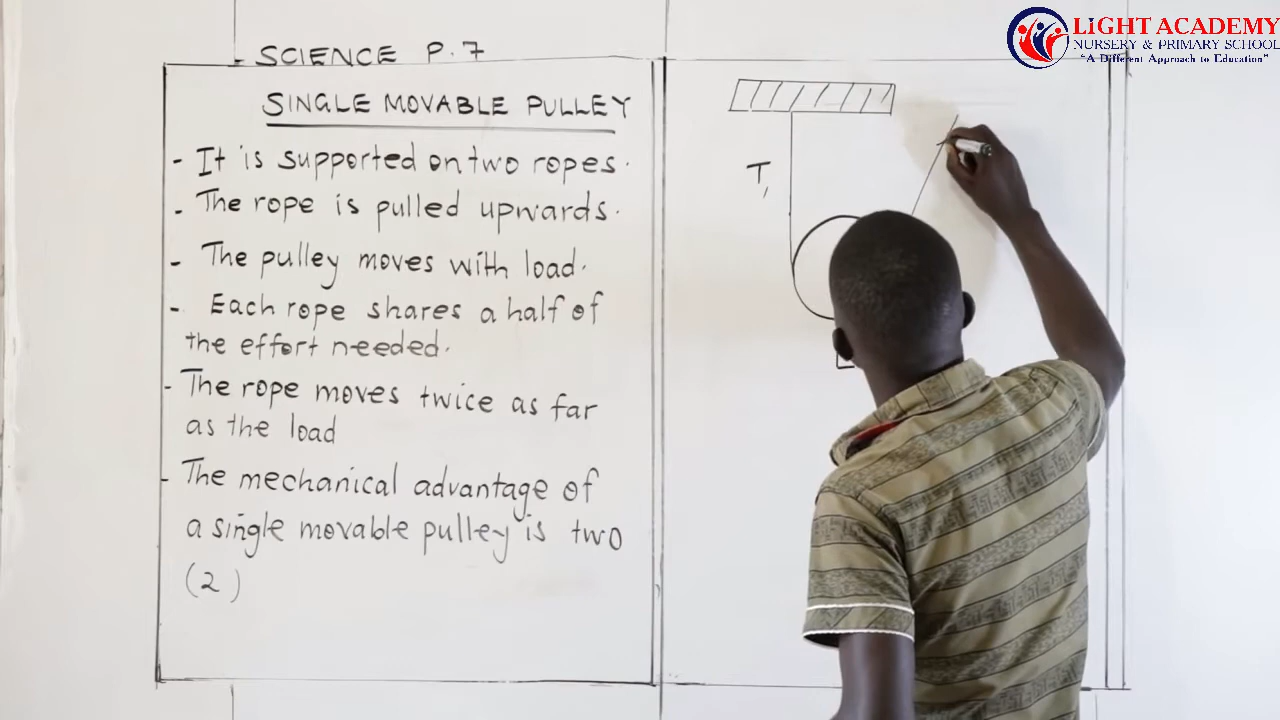 LIGHT ACADEMY
NURSERY & PRIMARY SCHOOL
"A Different Approach to Education"
- SCIENCE P.7
SINGLE MOVABLE PULLEY
- It is supported on two ropes.
- The rope is pulled upwards.
- The pulley moves with load.
- Each rope shares a half of
the effort needed.
- The rope moves twice as far
as the load
- The mechanical advantage of
a single movable pulley is two
(2)
T,